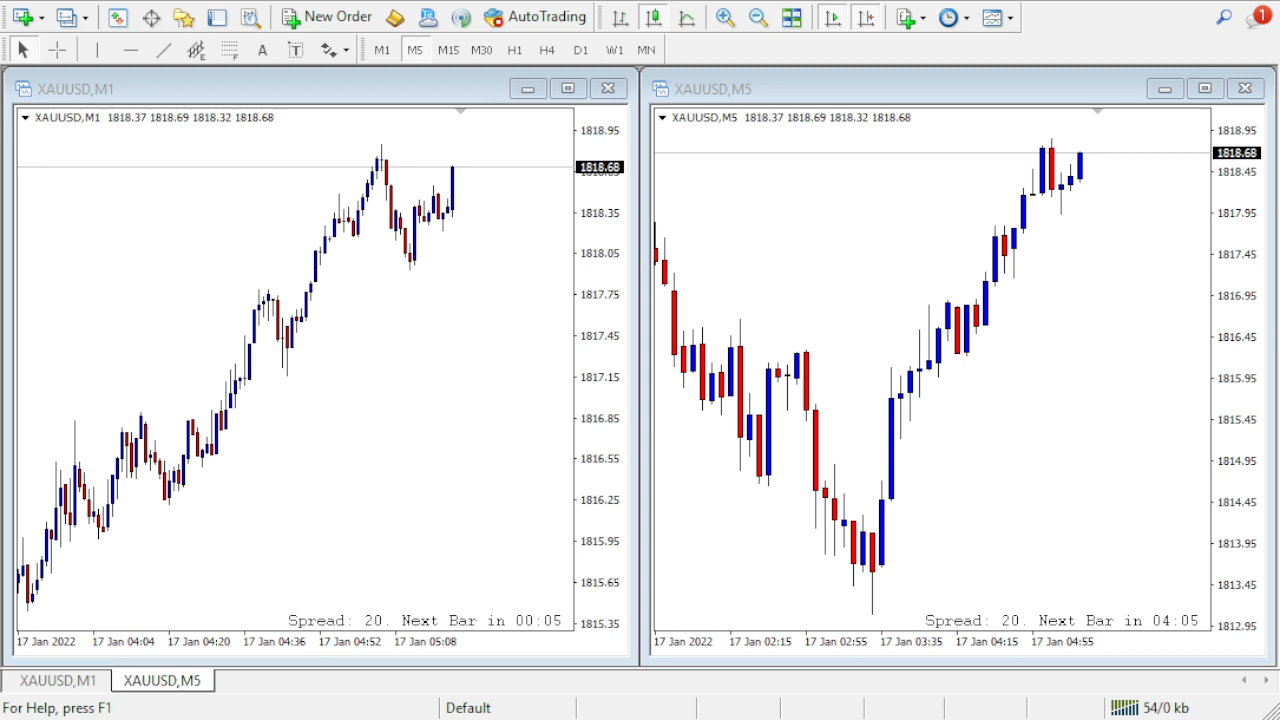 New Order
AutoTrading
1
A
T
E
F
M1 M5 M15 M30 H1 H4 D1 W1 MN
XAUUSD,M1
XAUUSD,M1 1818.37 1818.69 1818.32 1818.68
1818.95
1818.68
1818.35
1818.05
1817.75
1817.45
1817.15
1816.85
1816.55
1816.25
1815.95
1815.65
1815.35
Spread: 20. Next Bar in 00:05
17 Jan 2022 17 Jan 04:04 17 Jan 04:20 17 Jan 04:36 17 Jan 04:52 17 Jan 05:08
XAUUSD,M5
XAUUSD,M5 1818.37 1818.69 1818.32 1818.68
1818.95
1818.68
1818.45
1817.95
1817.45
1816.95
1816.45
1815.95
1815.45
1814.95
1814.45
1813.95
1813.45
1812.95
Spread: 20. Next Bar in 04:05
17 Jan 2022 17 Jan 02:15 17 Jan 02:55 17 Jan 03:35 17 Jan 04:15 17 Jan 04:55
XAUUSD,M1 XAUUSD,M5
For Help, press F1
Default
54/0 kb